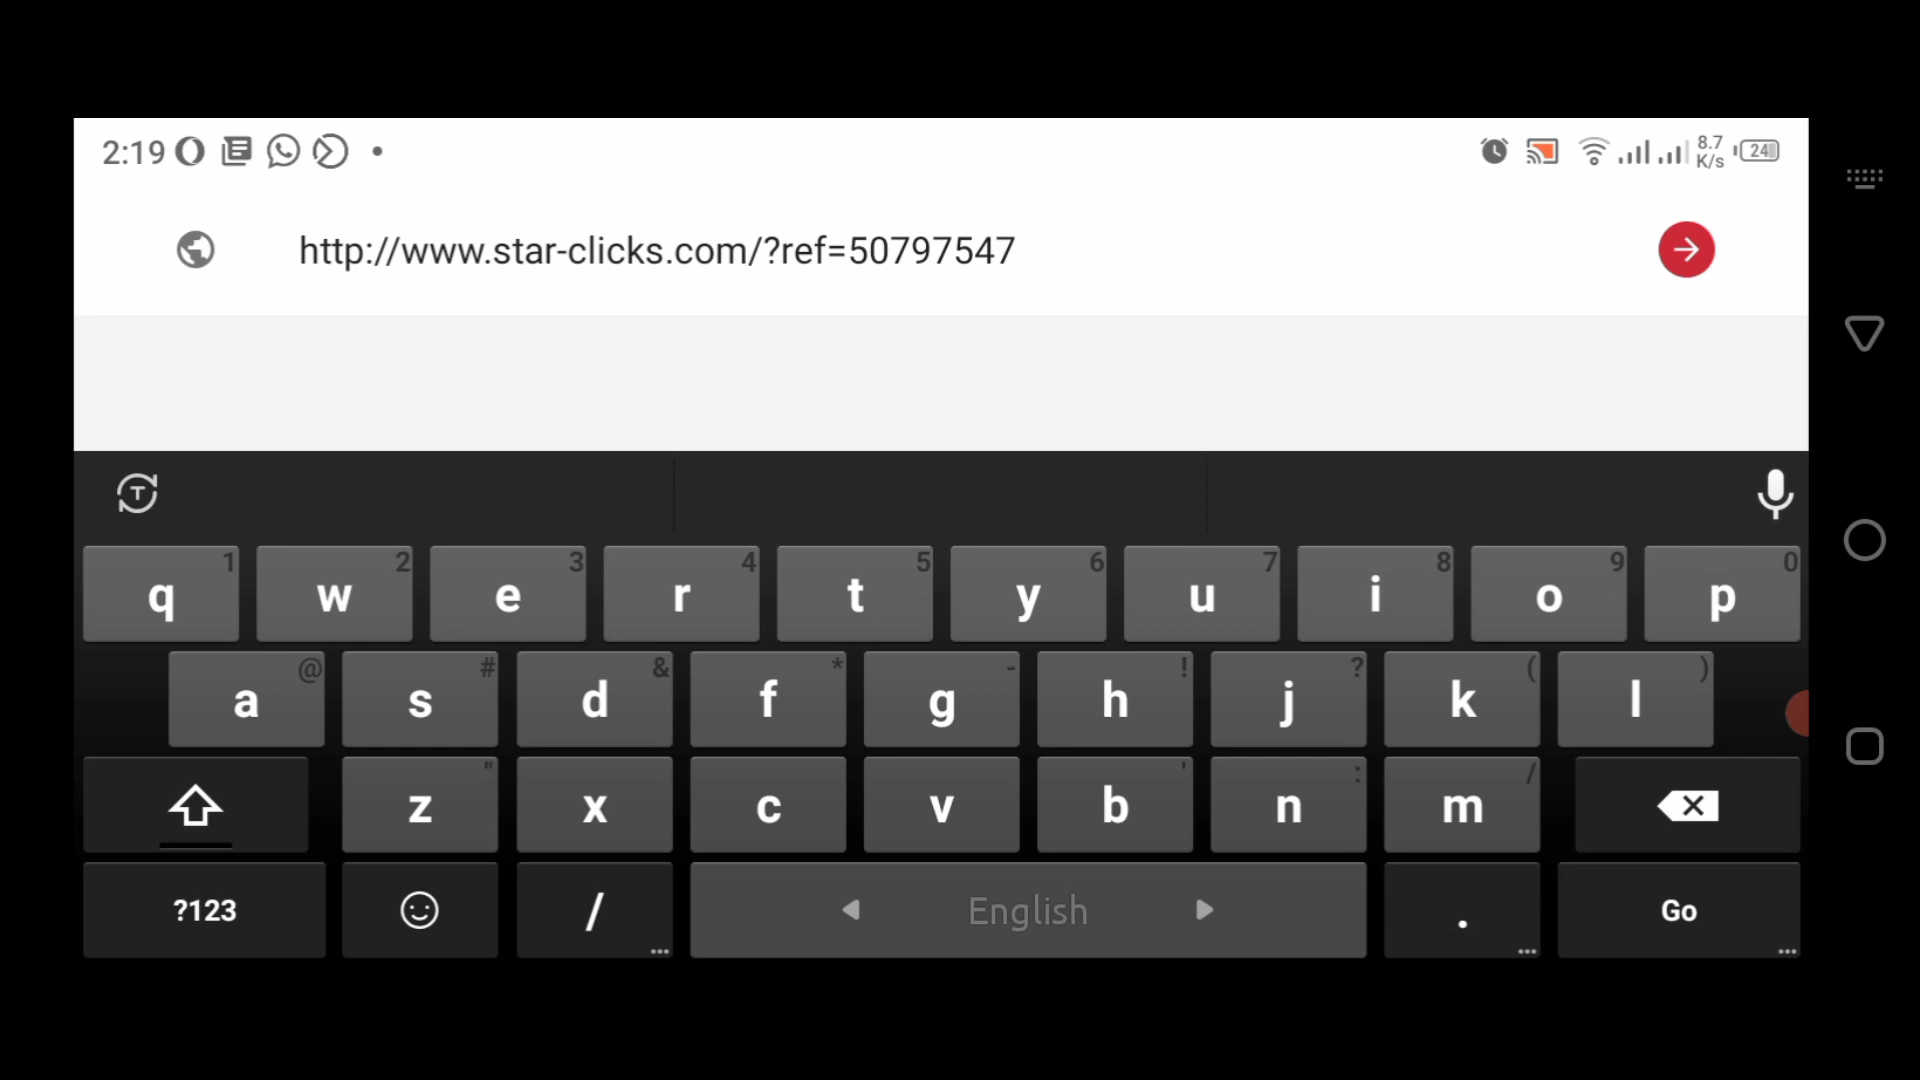 2:19
8.7
K/s
24
http://www.star-clicks.com/?ref=50797547
T
q 1 w 2 e 3 r 4 t 5 y 6 u 7 i 8 o 9 p 0
a @ s # d & f * g - h ! j ? k ( l )
z " x c v b ' n : m /
?123 / ... English . ... Go ...